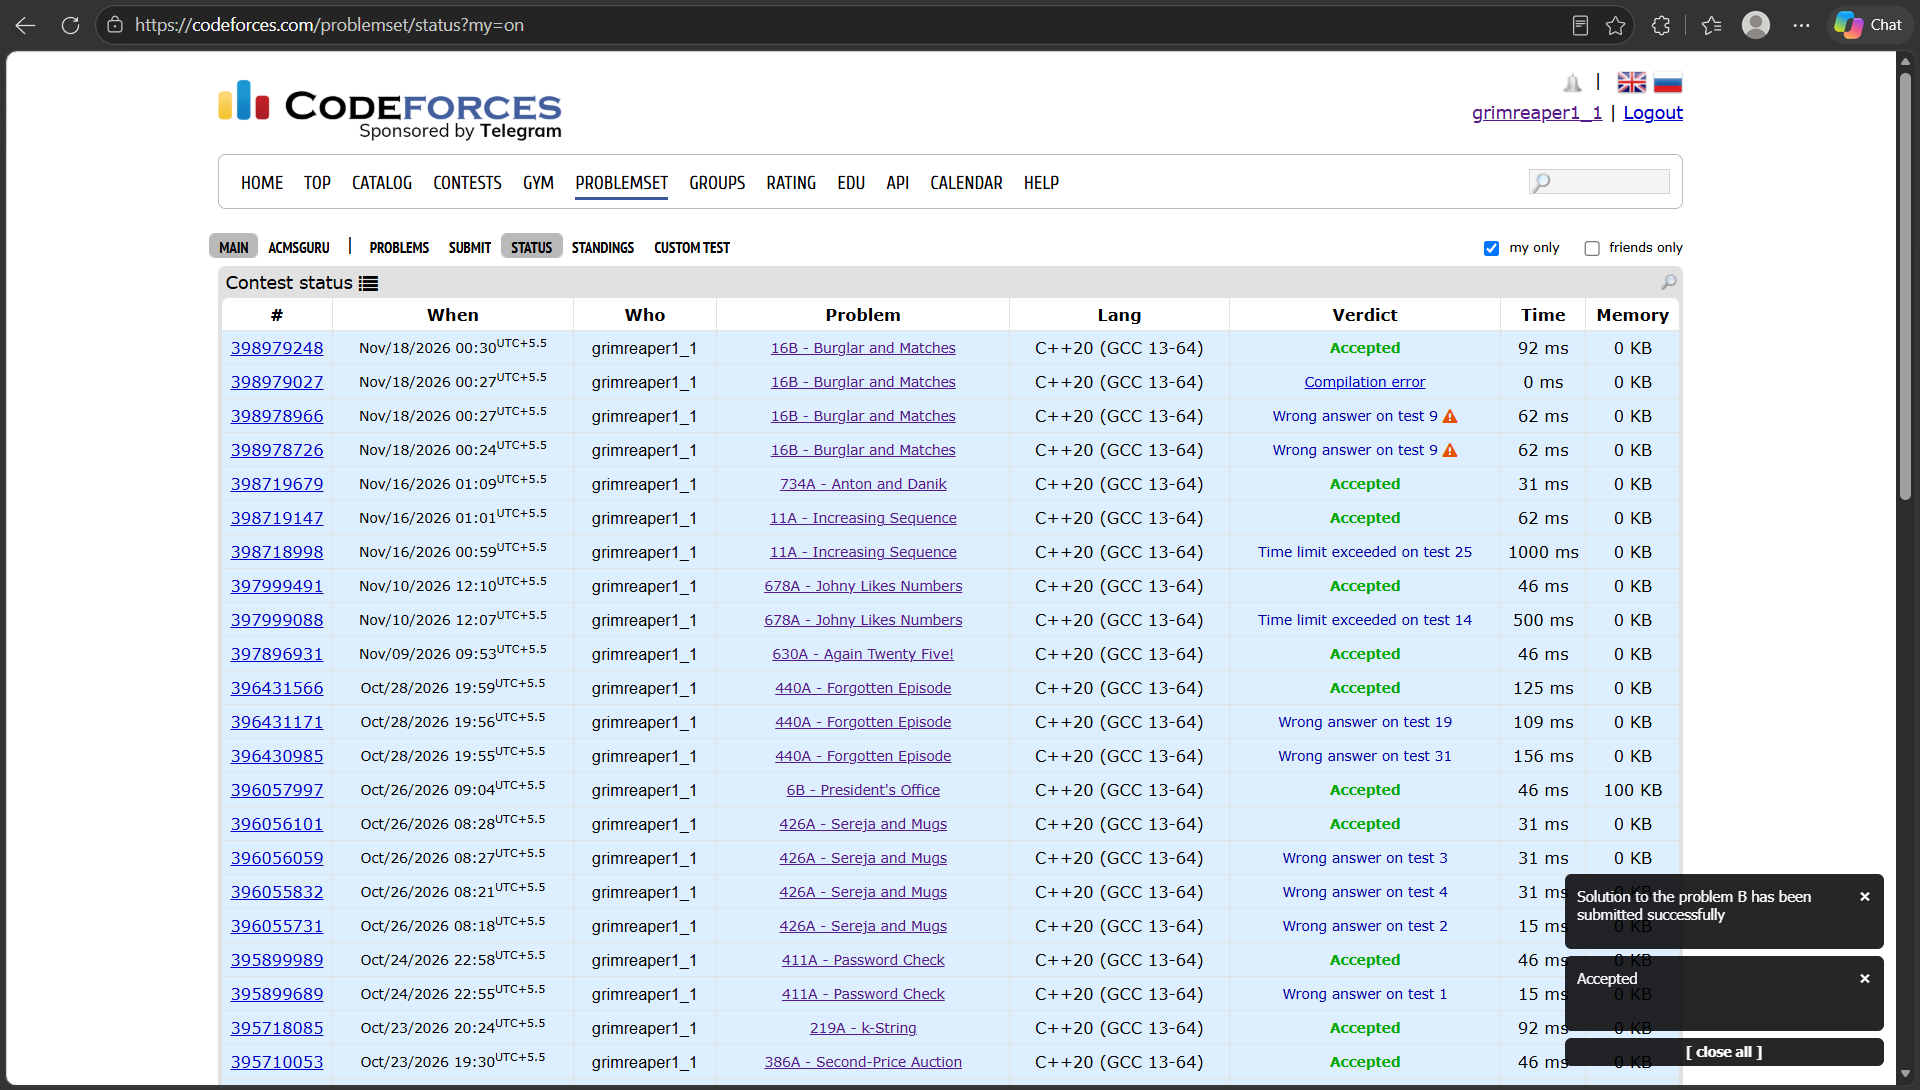 https://codeforces.com/problemset/status?my=on
Chat
CODEFORCES
Sponsored by Telegram
|
grimreaper1_1 | Logout
HOME TOP CATALOG CONTESTS GYM PROBLEMSET GROUPS RATING EDU API CALENDAR HELP
MAIN ACMSGURU | PROBLEMS SUBMIT STATUS STANDINGS CUSTOM TEST my only friends only
Contest status
# When Who Problem Lang Verdict Time Memory
398979248 Nov/18/2026 00:30UTC+5.5 grimreaper1_1 16B - Burglar and Matches C++20 (GCC 13-64) Accepted 92 ms 0 KB
398979027 Nov/18/2026 00:27UTC+5.5 grimreaper1_1 16B - Burglar and Matches C++20 (GCC 13-64) Compilation error 0 ms 0 KB
398978966 Nov/18/2026 00:27UTC+5.5 grimreaper1_1 16B - Burglar and Matches C++20 (GCC 13-64) Wrong answer on test 9 62 ms 0 KB
398978726 Nov/18/2026 00:24UTC+5.5 grimreaper1_1 16B - Burglar and Matches C++20 (GCC 13-64) Wrong answer on test 9 62 ms 0 KB
398719679 Nov/16/2026 01:09UTC+5.5 grimreaper1_1 734A - Anton and Danik C++20 (GCC 13-64) Accepted 31 ms 0 KB
398719147 Nov/16/2026 01:01UTC+5.5 grimreaper1_1 11A - Increasing Sequence C++20 (GCC 13-64) Accepted 62 ms 0 KB
398718998 Nov/16/2026 00:59UTC+5.5 grimreaper1_1 11A - Increasing Sequence C++20 (GCC 13-64) Time limit exceeded on test 25 1000 ms 0 KB
397999491 Nov/10/2026 12:10UTC+5.5 grimreaper1_1 678A - Johny Likes Numbers C++20 (GCC 13-64) Accepted 46 ms 0 KB
397999088 Nov/10/2026 12:07UTC+5.5 grimreaper1_1 678A - Johny Likes Numbers C++20 (GCC 13-64) Time limit exceeded on test 14 500 ms 0 KB
397896931 Nov/09/2026 09:53UTC+5.5 grimreaper1_1 630A - Again Twenty Five! C++20 (GCC 13-64) Accepted 46 ms 0 KB
396431566 Oct/28/2026 19:59UTC+5.5 grimreaper1_1 440A - Forgotten Episode C++20 (GCC 13-64) Accepted 125 ms 0 KB
396431171 Oct/28/2026 19:56UTC+5.5 grimreaper1_1 440A - Forgotten Episode C++20 (GCC 13-64) Wrong answer on test 19 109 ms 0 KB
396430985 Oct/28/2026 19:55UTC+5.5 grimreaper1_1 440A - Forgotten Episode C++20 (GCC 13-64) Wrong answer on test 31 156 ms 0 KB
396057997 Oct/26/2026 09:04UTC+5.5 grimreaper1_1 6B - President's Office C++20 (GCC 13-64) Accepted 46 ms 100 KB
396056101 Oct/26/2026 08:28UTC+5.5 grimreaper1_1 426A - Sereja and Mugs C++20 (GCC 13-64) Accepted 31 ms 0 KB
396056059 Oct/26/2026 08:27UTC+5.5 grimreaper1_1 426A - Sereja and Mugs C++20 (GCC 13-64) Wrong answer on test 3 31 ms 0 KB
396055832 Oct/26/2026 08:21UTC+5.5 grimreaper1_1 426A - Sereja and Mugs C++20 (GCC 13-64) Wrong answer on test 4 31 ms 0 KB
396055731 Oct/26/2026 08:18UTC+5.5 grimreaper1_1 426A - Sereja and Mugs C++20 (GCC 13-64) Wrong answer on test 2 15 ms 0 KB
395899989 Oct/24/2026 22:58UTC+5.5 grimreaper1_1 411A - Password Check C++20 (GCC 13-64) Accepted 46 ms 0 KB
395899689 Oct/24/2026 22:55UTC+5.5 grimreaper1_1 411A - Password Check C++20 (GCC 13-64) Wrong answer on test 1 15 ms 0 KB
395718085 Oct/23/2026 20:24UTC+5.5 grimreaper1_1 219A - k-String C++20 (GCC 13-64) Accepted 92 ms 0 KB
395710053 Oct/23/2026 19:30UTC+5.5 grimreaper1_1 386A - Second-Price Auction C++20 (GCC 13-64) Accepted 46 ms 0 KB
Solution to the problem B has been
submitted successfully
×
Accepted
×
[ close all ]